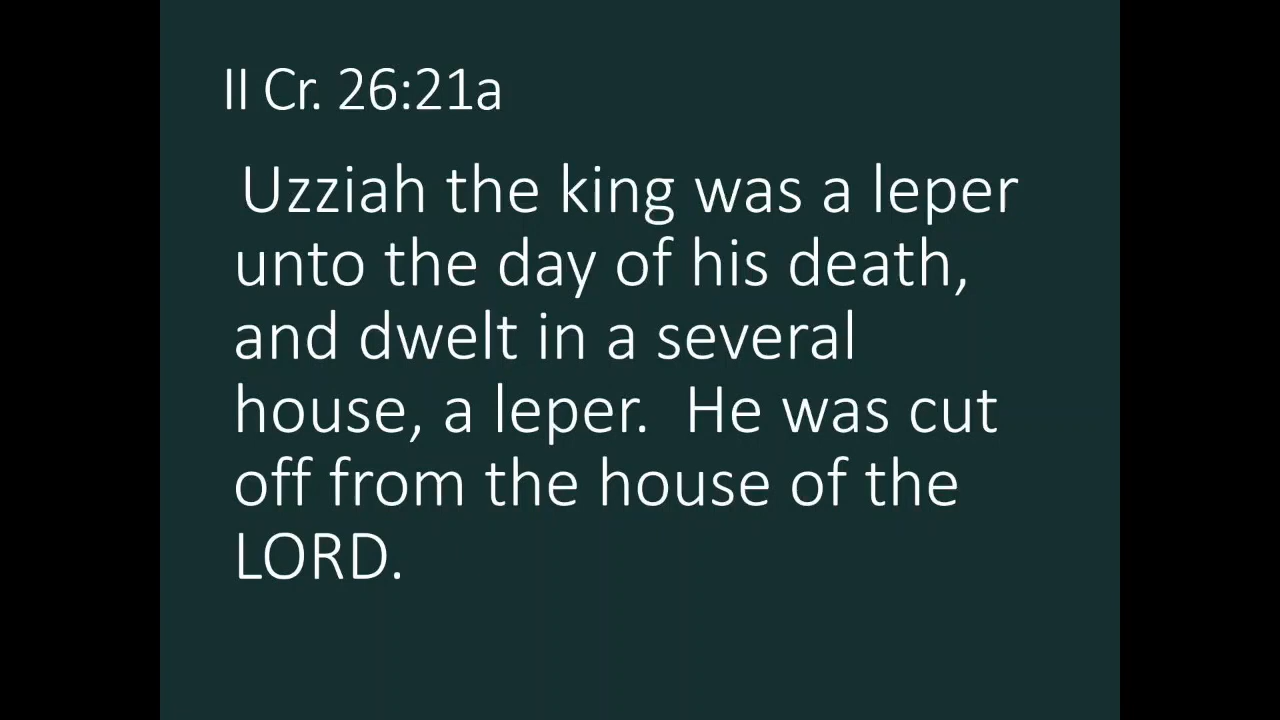 II Cr. 26:21a
Uzziah the king was a leper
unto the day of his death,
and dwelt in a several
house, a leper.  He was cut
off from the house of the
LORD.